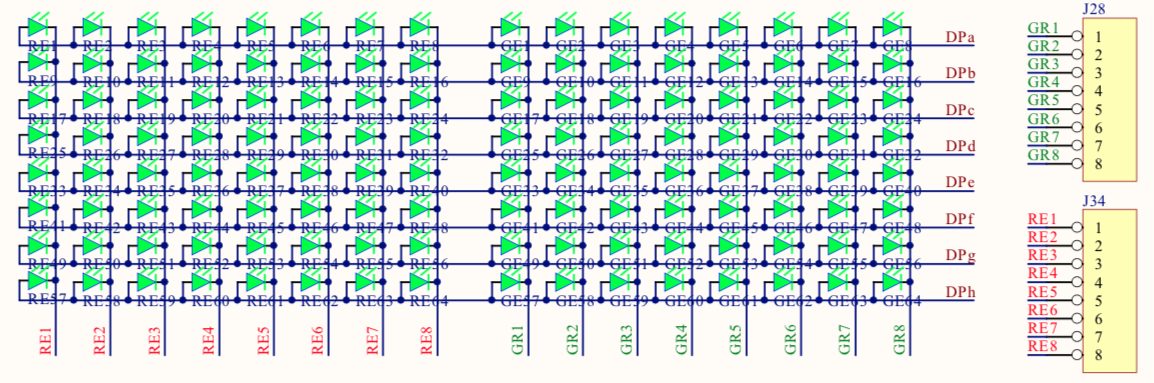 J28
RE1 RE2 RE3 RE4 RE5 RE6 RE7 RE8 GE1 GE2 GE3 GE4 GE5 GE6 GE7 GE8 DPa
RE9 RE10 RE11 RE12 RE13 RE14 RE15 RE16 GE9 GE10 GE11 GE12 GE13 GE14 GE15 GE16 DPb
RE17 RE18 RE19 RE20 RE21 RE22 RE23 RE24 GE17 GE18 GE19 GE20 GE21 GE22 GE23 GE24 DPc
RE25 RE26 RE27 RE28 RE29 RE30 RE31 RE32 GE25 GE26 GE27 GE28 GE29 GE30 GE31 GE32 DPd
RE33 RE34 RE35 RE36 RE37 RE38 RE39 RE40 GE33 GE34 GE35 GE36 GE37 GE38 GE39 GE40 DPe
RE41 RE42 RE43 RE44 RE45 RE46 RE47 RE48 GE41 GE42 GE43 GE44 GE45 GE46 GE47 GE48 DPf
RE49 RE50 RE51 RE52 RE53 RE54 RE55 RE56 GE49 GE50 GE51 GE52 GE53 GE54 GE55 GE56 DPg
RE57 RE58 RE59 RE60 RE61 RE62 RE63 RE64 GE57 GE58 GE59 GE60 GE61 GE62 GE63 GE64 DPh
RE1 RE2 RE3 RE4 RE5 RE6 RE7 RE8 GR1 GR2 GR3 GR4 GR5 GR6 GR7 GR8
GR1 1
GR2 2
GR3 3
GR4 4
GR5 5
GR6 6
GR7 7
GR8 8
J34
RE1 1
RE2 2
RE3 3
RE4 4
RE5 5
RE6 6
RE7 7
RE8 8